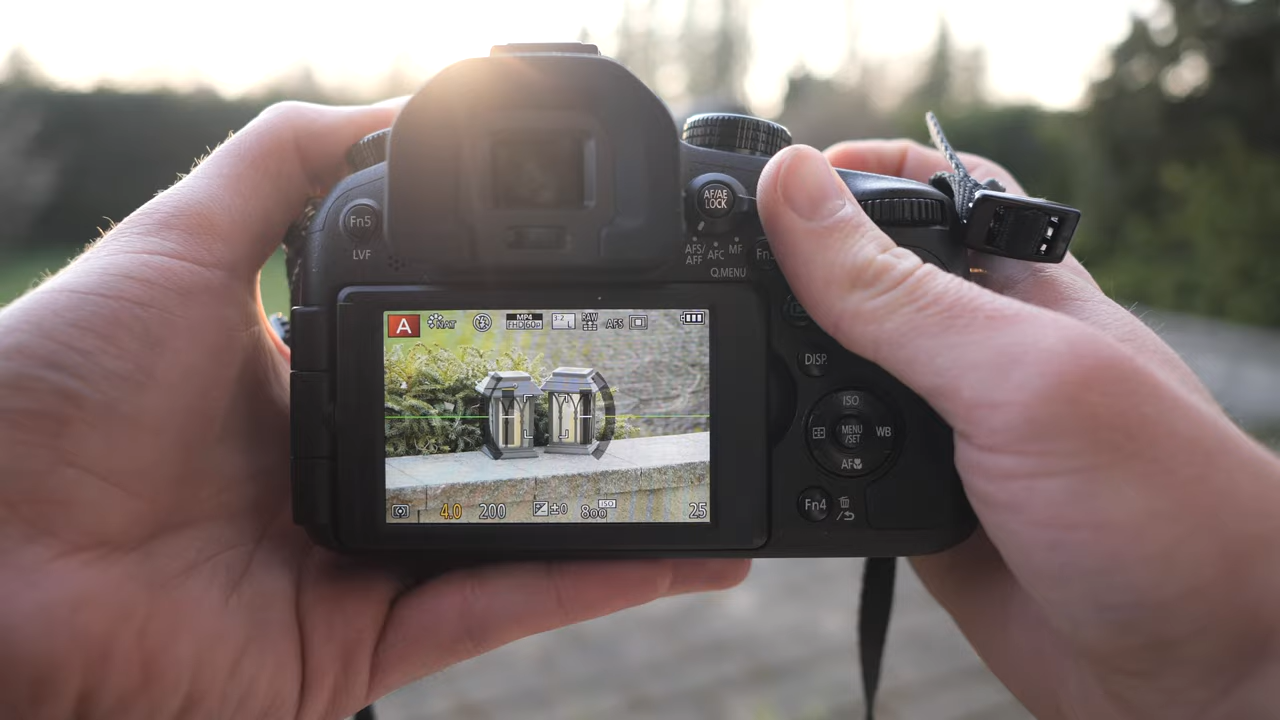 Fn5
LVF
AF/AE
LOCK
AFS/
AFF
AFC
MF
Q.MENU
A
NAT
MP4
FHD 60p
3:2
L
RAW
AFS
4.0
200
±0
ISO
800
25
DISP.
ISO
MENU
/SET
WB
AF
Fn4